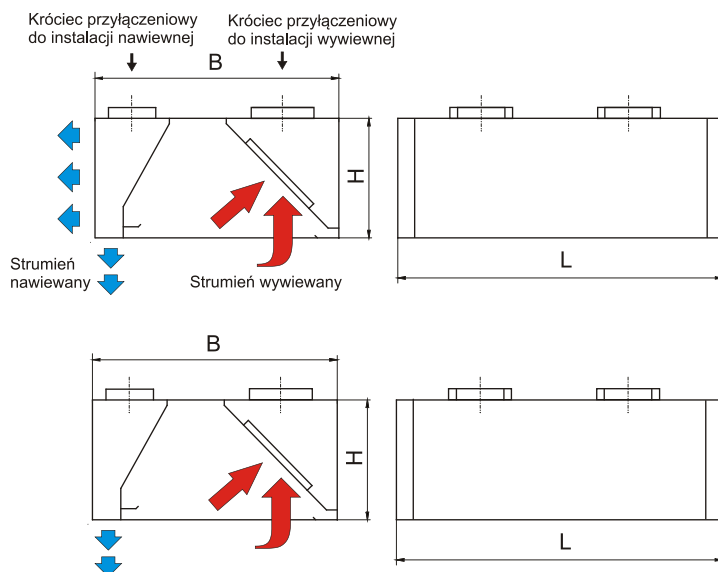 Króciec przyłączeniowy
do instalacji nawiewnej
Króciec przyłączeniowy
do instalacji wywiewnej
B
H
L
Strumień
nawiewany
Strumień wywiewany
B
H
L